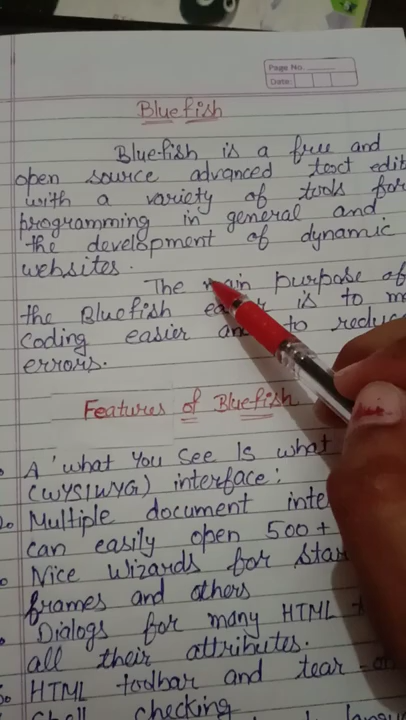 Page No.
Date:
Bluefish
Bluefish is a free and
open source advanced text edit
with a variety of tools for
programming in general and
the development of dynamic
websites.
The main purpose of
the Bluefish is to
coding easier and to reduc
errors.
Features of Bluefish
A 'what You See Is what
(WYSIWYG) interface:
Multiple document inte
can easily open 500+
Nice wizards for star
frames and others
Dialogs for many HTML
all their attributes.
HTML toolbar and tear
checking